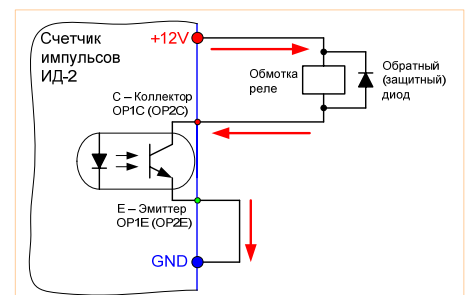 Счетчик
импульсов
ИД-2
+12V
Обмотка
реле
Обратный
(защитный)
диод
С – Коллектор
OP1C (OP2C)
E – Эмиттер
OP1E (OP2E)
GND